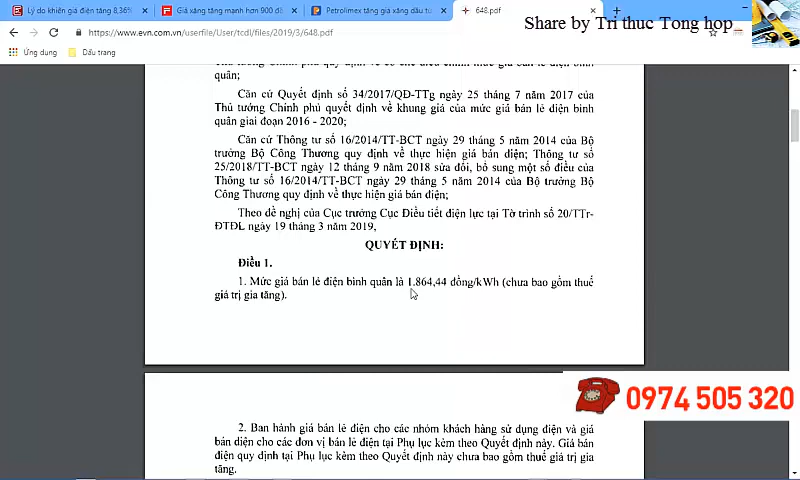 Lý do khiến giá điện tăng 8,36%
Giá xăng tăng mạnh hơn 900 đồ
Petrolimex tăng giá xăng dầu từ
648.pdf
Share by Tri thuc Tong hop
https://www.evn.com.vn/userfile/User/tcdl/files/2019/3/648.pdf
Ứng dụng
Dấu trang
quân;
Căn cứ Quyết định số 34/2017/QĐ-TTg ngày 25 tháng 7 năm 2017 của
Thủ tướng Chính phủ quyết định về khung giá của mức giá bán lẻ điện bình
quân giai đoạn 2016 - 2020;
Căn cứ Thông tư số 16/2014/TT-BCT ngày 29 tháng 5 năm 2014 của Bộ
trưởng Bộ Công Thương quy định về thực hiện giá bán điện; Thông tư số
25/2018/TT-BCT ngày 12 tháng 9 năm 2018 sửa đổi, bổ sung một số điều của
Thông tư số 16/2014/TT-BCT ngày 29 tháng 5 năm 2014 của Bộ trưởng Bộ
Công Thương quy định về thực hiện giá bán điện;
Theo đề nghị của Cục trưởng Cục Điều tiết điện lực tại Tờ trình số 20/TTr-
ĐTĐL ngày 19 tháng 3 năm 2019,
QUYẾT ĐỊNH:
Điều 1.
1. Mức giá bán lẻ điện bình quân là 1.864,44 đồng/kWh (chưa bao gồm thuế
giá trị gia tăng).
0974 505 320
2. Ban hành giá bán lẻ điện cho các nhóm khách hàng sử dụng điện và giá
bán điện cho các đơn vị bán lẻ điện tại Phụ lục kèm theo Quyết định này. Giá bán
điện quy định tại Phụ lục kèm theo Quyết định này chưa bao gồm thuế giá trị gia
tăng.